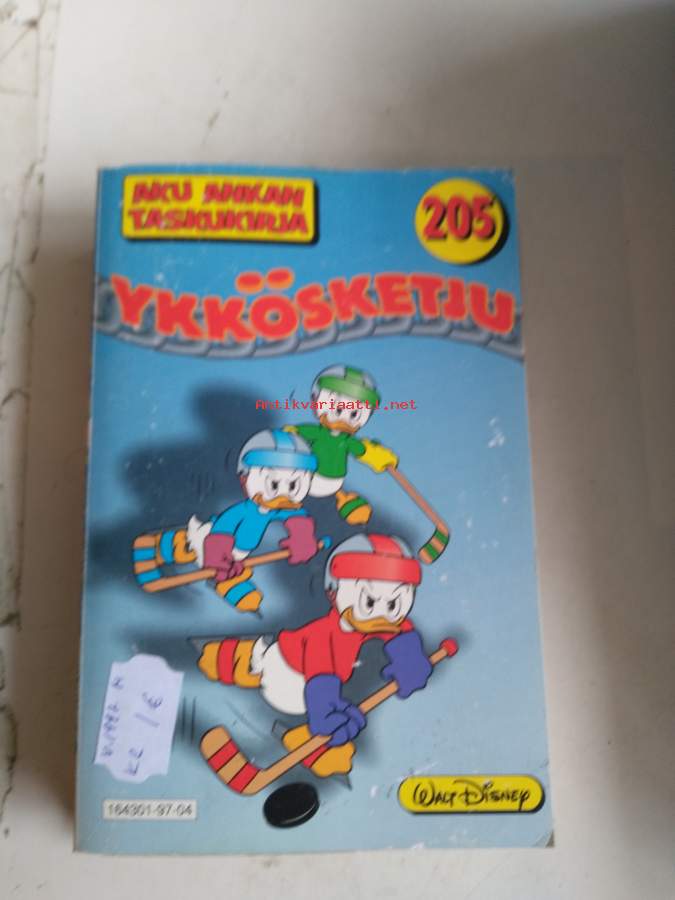 AKU ANKAN
TASKUKIRJA
205
YKKÖSKETJU
Antikvariaatti.net
WALT DISNEY
164301-97-04